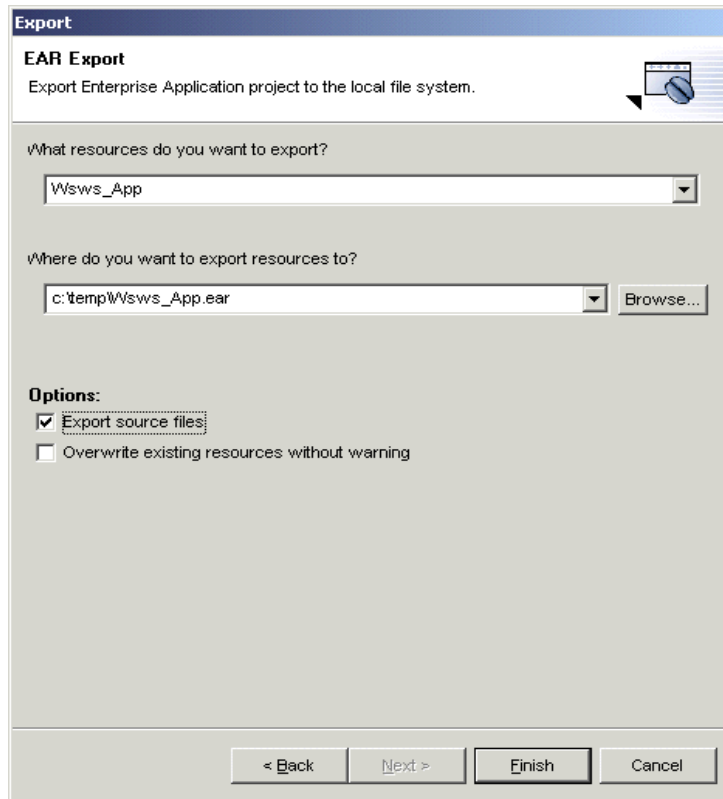 Export
EAR Export
Export Enterprise Application project to the local file system.
What resources do you want to export?
Wsws_App
Where do you want to export resources to?
c:\temp\Wsws_App.ear
Browse...
Options:
Export source files
Overwrite existing resources without warning
< Back Next > Finish Cancel